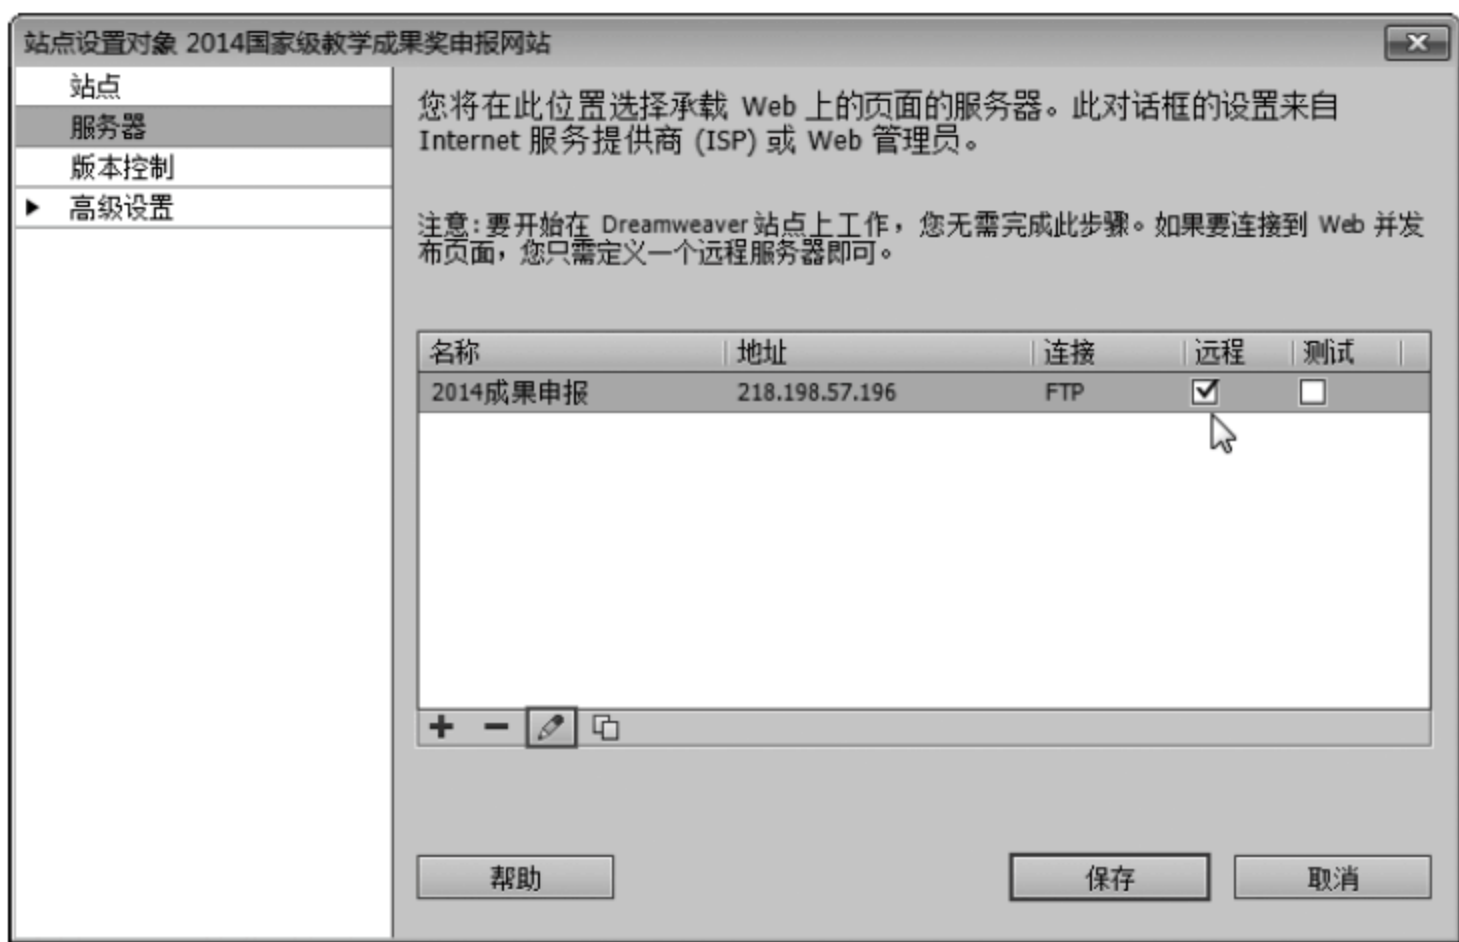 站点设置对象 2014国家级教学成果奖申报网站
站点
服务器
版本控制
高级设置
您将在此位置选择承载 Web 上的页面的服务器。此对话框的设置来自
Internet 服务提供商 (ISP) 或 Web 管理员。
注意:要开始在 Dreamweaver 站点上工作，您无需完成此步骤。如果要连接到 Web 并发
布页面，您只需定义一个远程服务器即可。
名称 地址 连接 远程 测试
2014成果申报 218.198.57.196 FTP
帮助 保存 取消